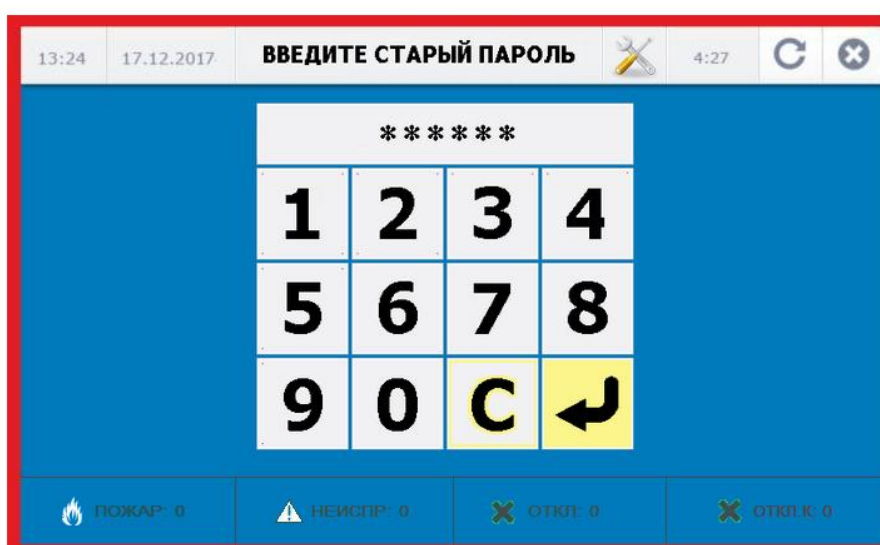 13:24 17.12.2017 ВВЕДИТЕ СТАРЫЙ ПАРОЛЬ 4:27
******
1 2 3 4
5 6 7 8
9 0 C
ПОЖАР: 0 НЕИСПР: 0 ОТКЛ: 0 ОТКЛ.К: 0